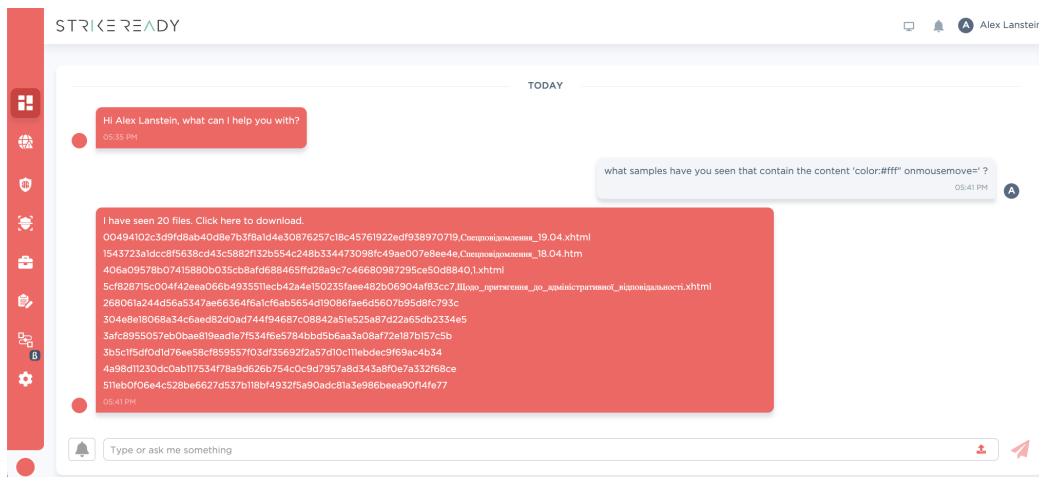 STRIKE READY
A Alex Lanstein
TODAY
Hi Alex Lanstein, what can I help you with?
05:35 PM
what samples have you seen that contain the content 'color:#fff" onmousemove=' ?
05:41 PM
A
I have seen 20 files. Click here to download.
00494102c3d9fd8ab40d8e7b3f8a1d4e30876257c18c45761922edf938970719,Спецповідомлення_19.04.xhtml
1543723a1dcc8f5638cd43c5882f132b554c248b334473098fc49ae007e8ee4e,Спецповідомлення_18.04.htm
406a09578b07415880b035cb8afd688465ffd28a9c7c46680987295ce50d8840,1.xhtml
5cf828715c004f42eea066b4935511ecb42a4e150235faee482b06904af83cc7,Щодо_притягення_до_адміністративної_відповідальності.xhtml
268061a244d56a5347ae66364f6a1cf6ab5654d19086fae6d5607b95d8fc793c
304e8e18068a34c6aed82d0ad744f94687c08842a51e525a87d22a65db2334e5
3afc8955057eb0bae819ead1e7f534f6e5784bbd5b6aa3a08af72e187b157c5b
3b5c1f5df0d1d76ee58cf859557f03df35692f2a57d10c111ebdec9f69ac4b34
4a98d11230dc0ab117534f78a9d626b754c0c9d7957a8d343a8f0e7a332f68ce
511eb0f06e4c528be6627d537b118bf4932f5a90adc81a3e986beea90f14fe77
05:41 PM
B
Type or ask me something